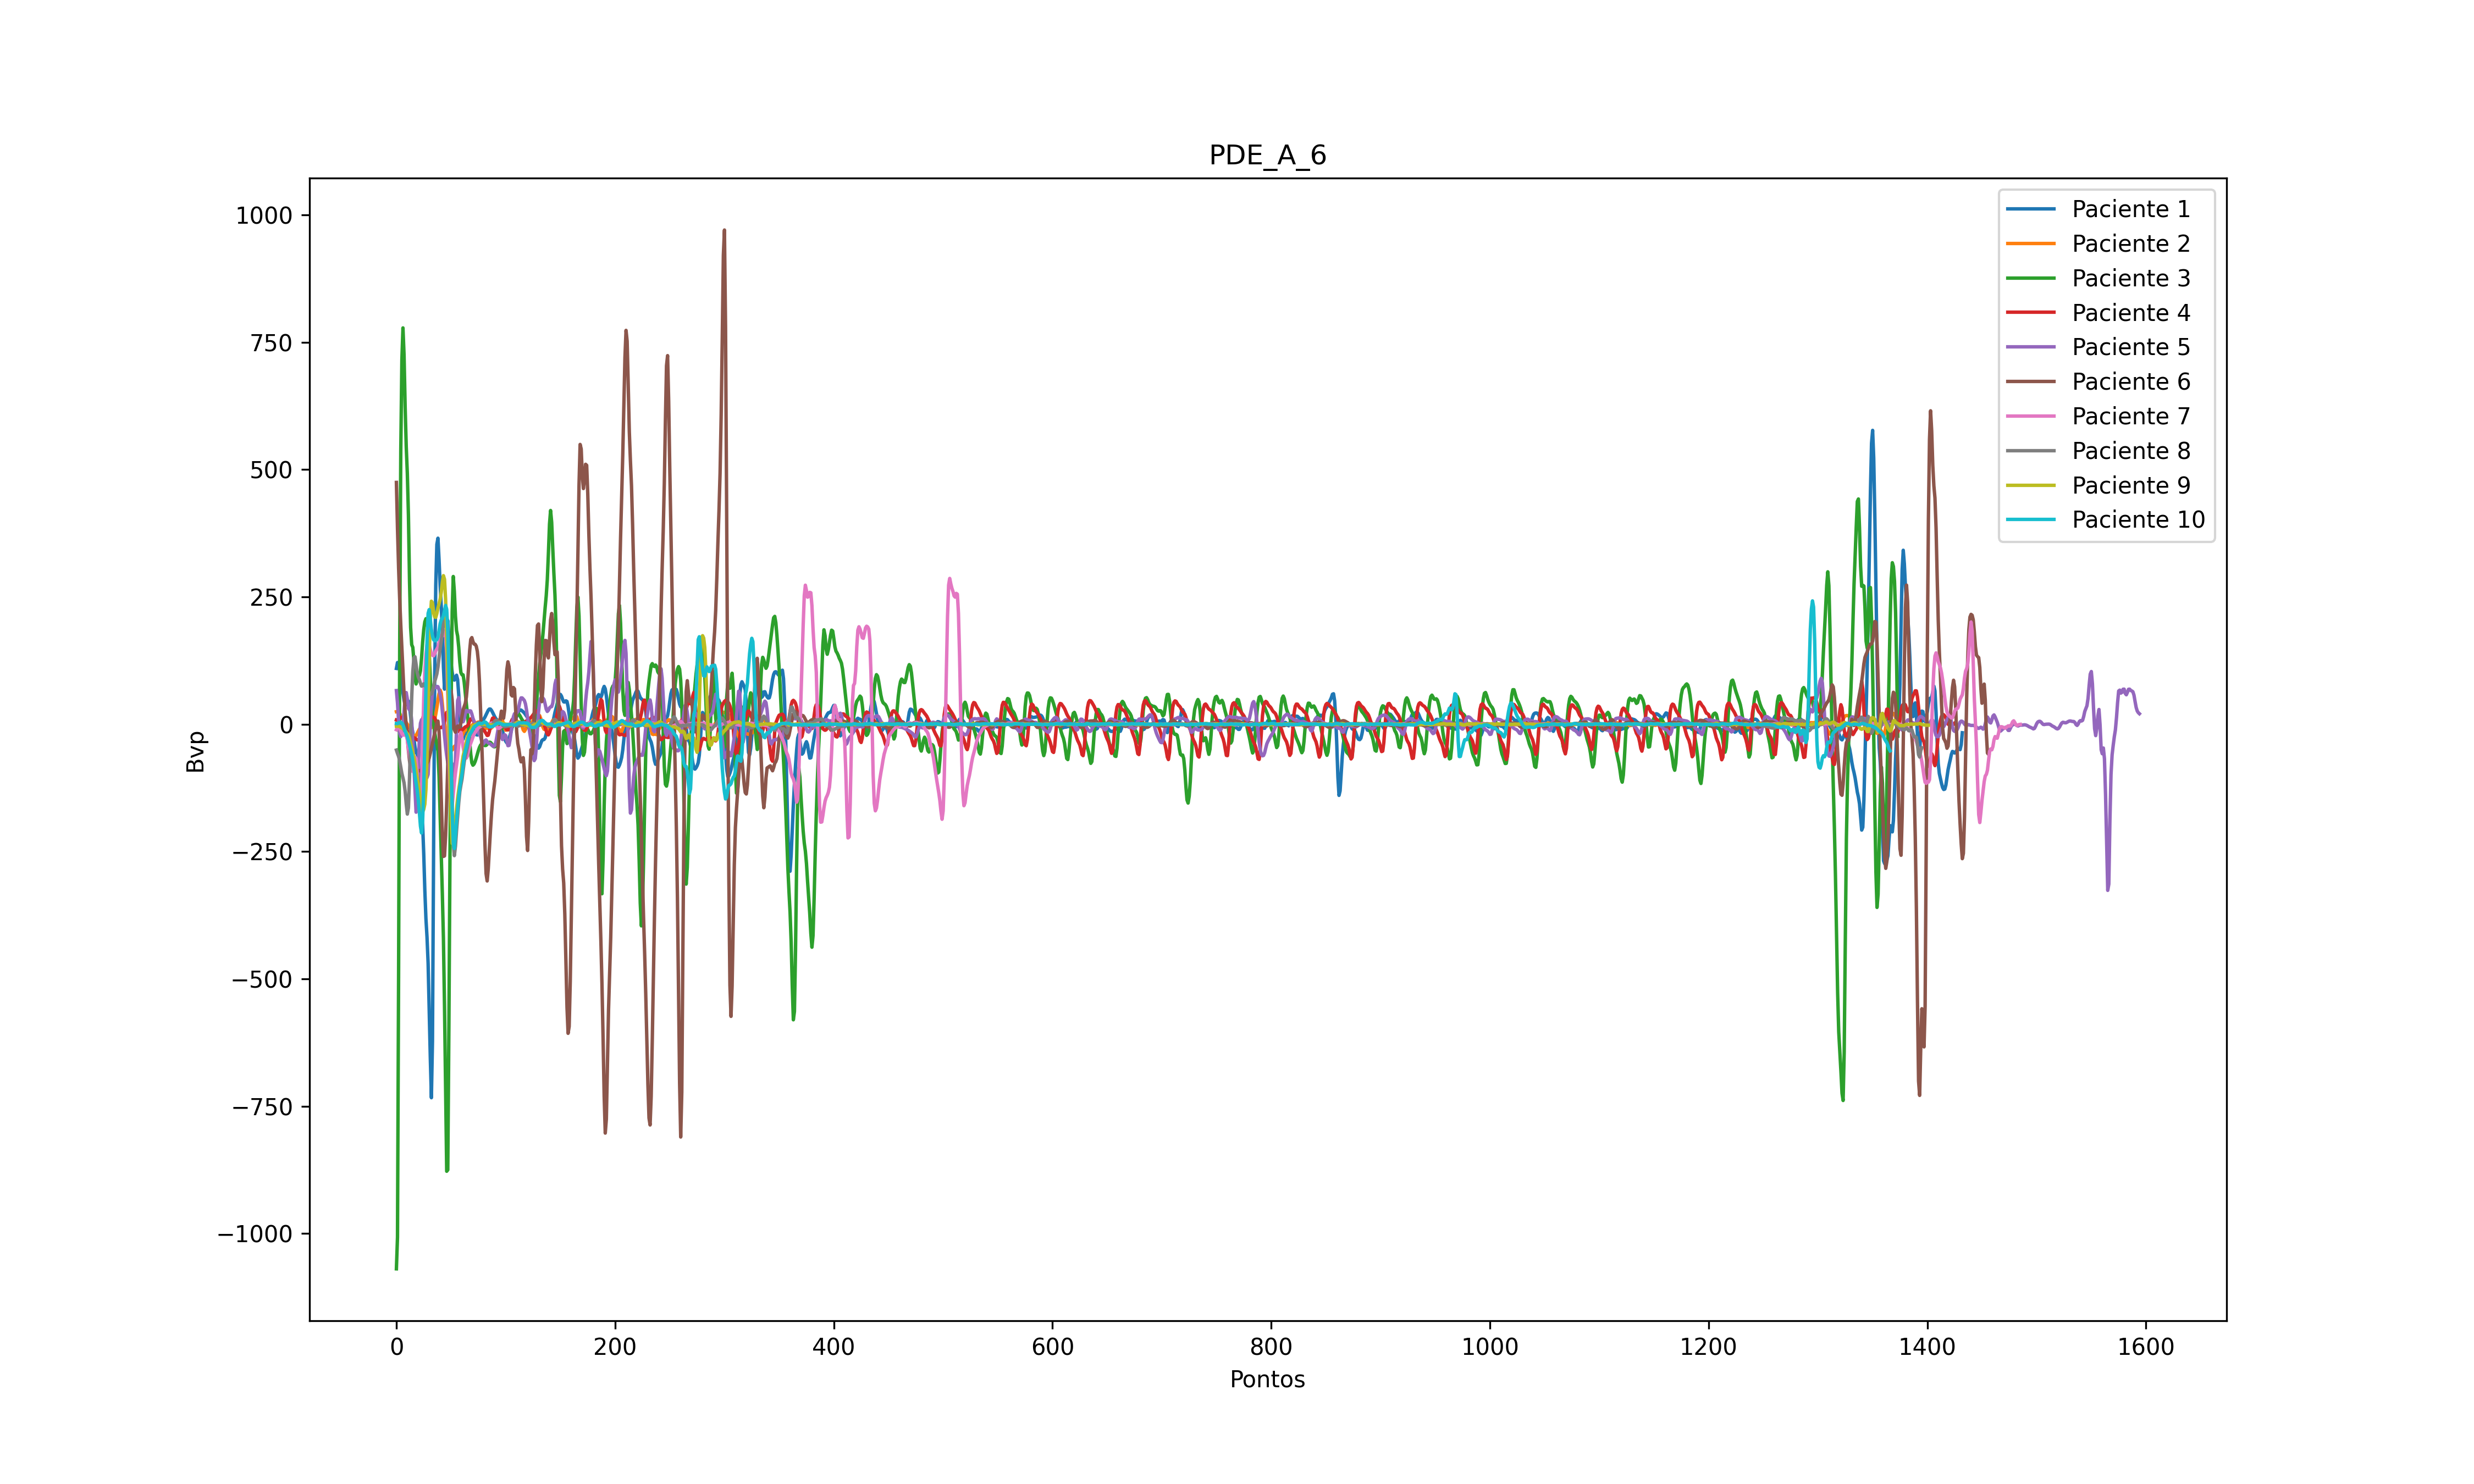 PDE_A_6
Bvp
1000
750
500
250
0
−250
−500
−750
−1000
Paciente 1
Paciente 2
Paciente 3
Paciente 4
Paciente 5
Paciente 6
Paciente 7
Paciente 8
Paciente 9
Paciente 10
0 200 400 600 800 1000 1200 1400 1600
Pontos